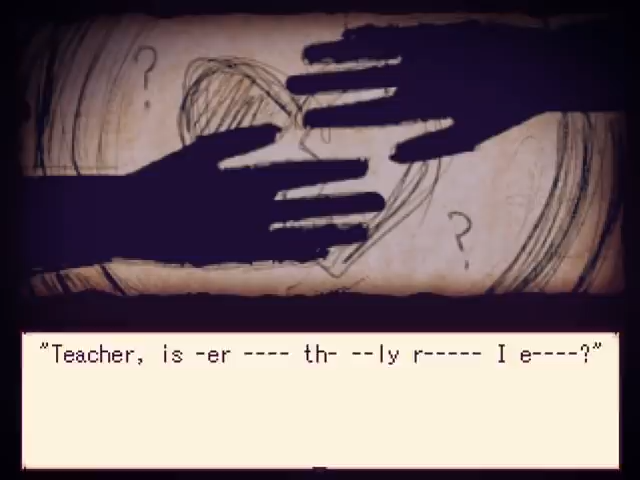 ?
"Teacher, is -er ---- th- --ly r----- I e----?"
?